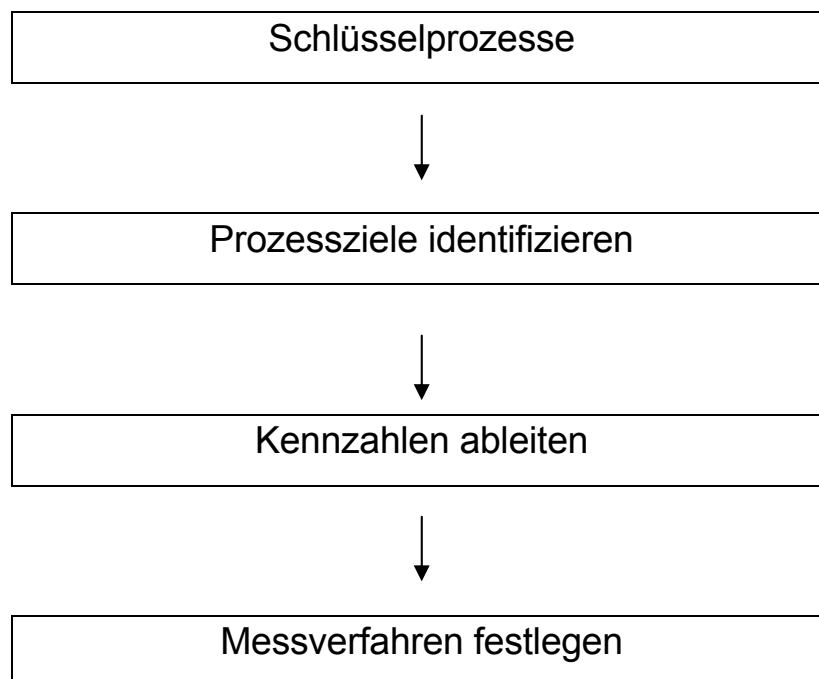 Schlüsselprozesse
Prozessziele identifizieren
Kennzahlen ableiten
Messverfahren festlegen